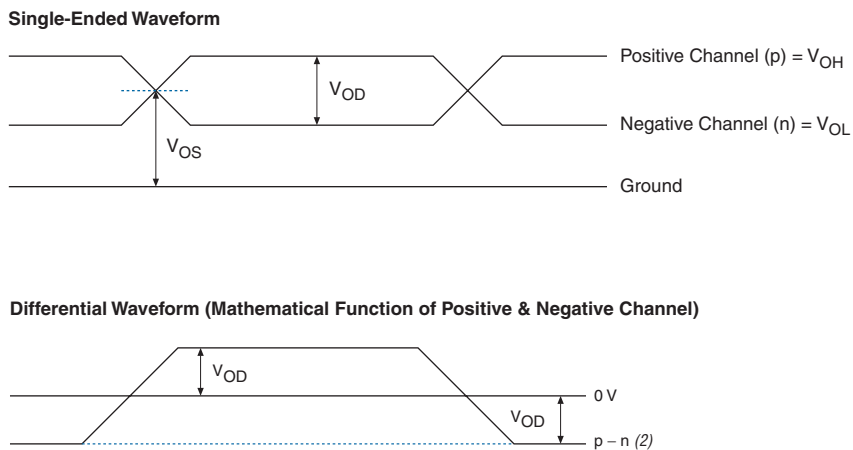 Single-Ended Waveform
Positive Channel (p) = VOH
VOD
Negative Channel (n) = VOL
VOS
Ground
Differential Waveform (Mathematical Function of Positive & Negative Channel)
VOD
0 V
VOD
p – n (2)